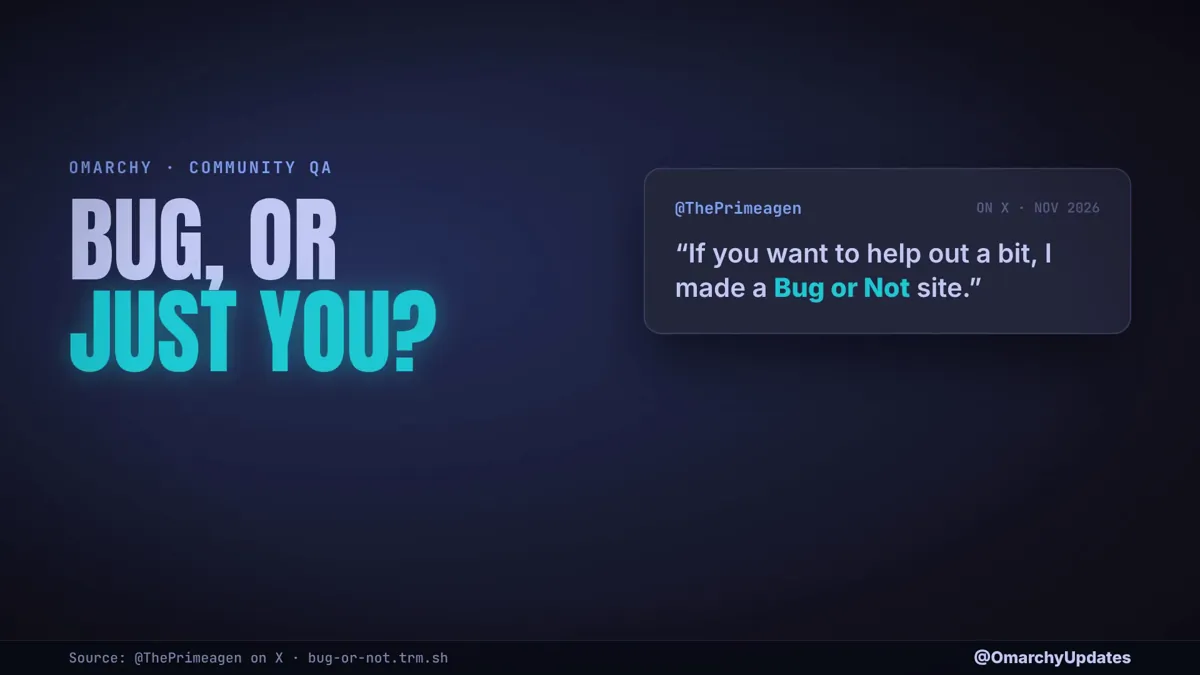 OMARCHY · COMMUNITY QA
BUG, OR
JUST YOU?
@ThePrimeagen
ON X · NOV 2026
“If you want to help out a bit, I
made a Bug or Not site.”
Source: @ThePrimeagen on X · bug-or-not.trm.sh
@OmarchyUpdates